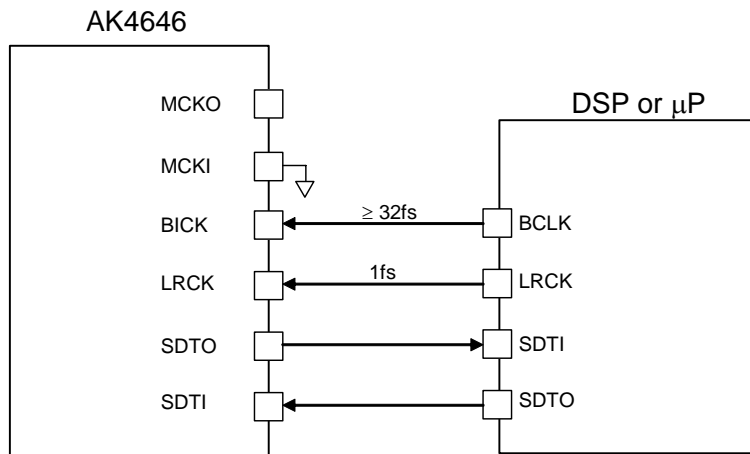 AK4646
DSP or μP
MCKO
MCKI
BICK
≥ 32fs
BCLK
LRCK
1fs
LRCK
SDTO
SDTI
SDTI
SDTO